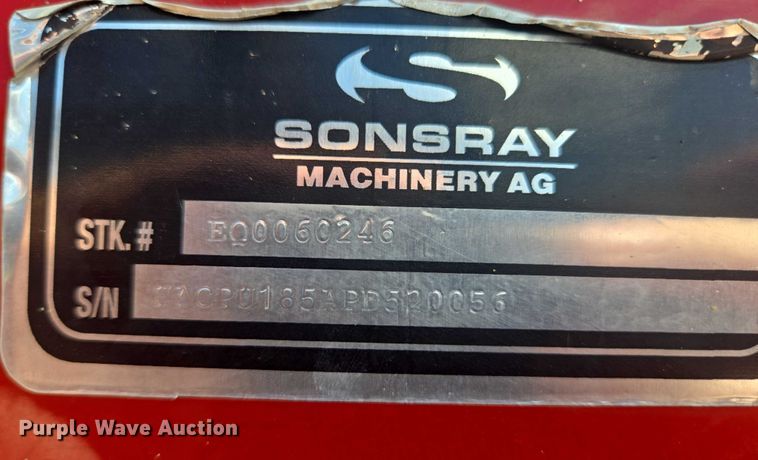 SONSRAY
MACHINERY AG
STK. # EQ0060246
S/N
Purple Wave Auction